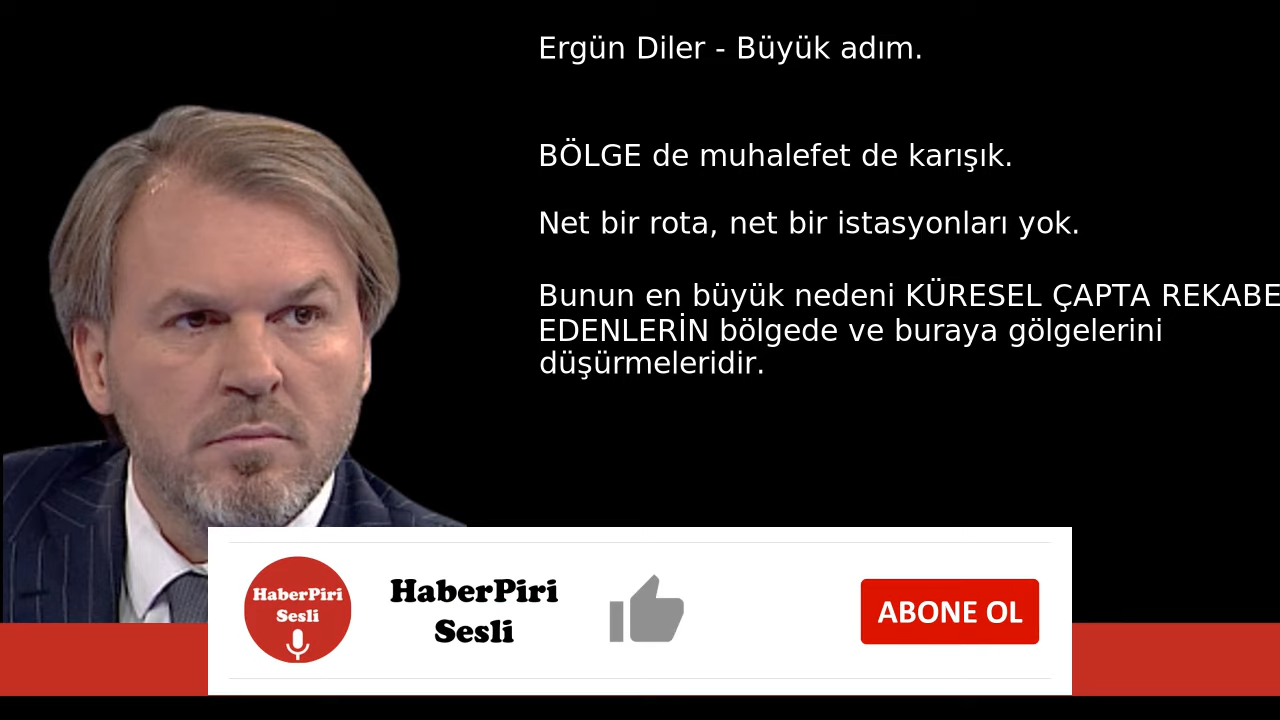 Ergün Diler - Büyük adım.
BÖLGE de muhalefet de karışık.
Net bir rota, net bir istasyonları yok.
Bunun en büyük nedeni KÜRESEL ÇAPTA REKABE
EDENLERİN bölgede ve buraya gölgelerini
düşürmeleridir.
HaberPiri
Sesli
HaberPiri
Sesli
ABONE OL